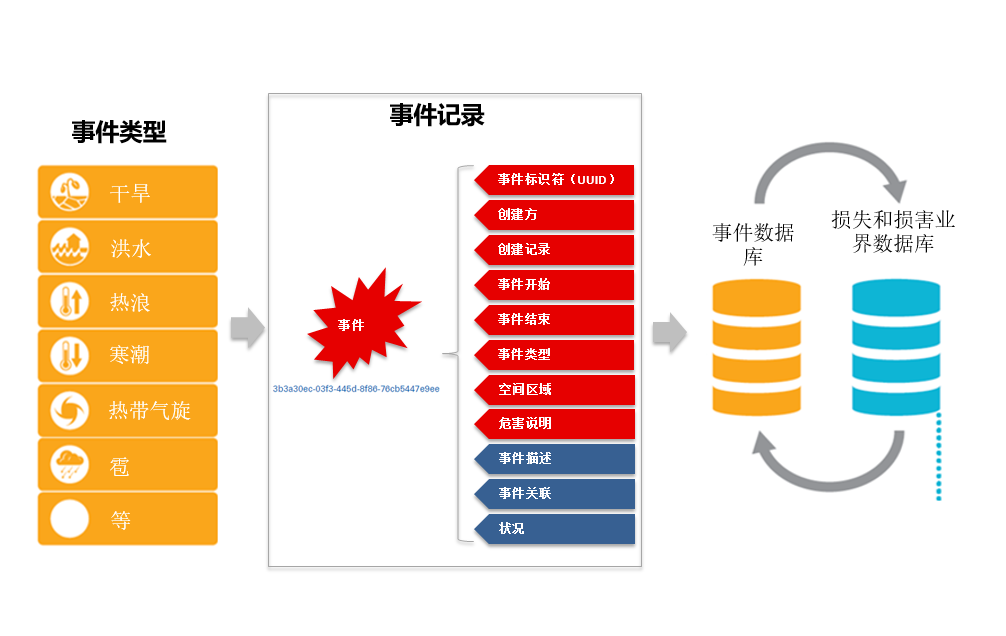 事件类型
干旱
洪水
热浪
寒潮
热带气旋
雹
等
事件记录
事件
3b3a30ec-03f3-445d-8f86-76cb5447e9ee
事件标识符（UUID）
创建方
创建记录
事件开始
事件结束
事件类型
空间区域
危害说明
事件描述
事件关联
状况
事件数据
库
损失和损害业
界数据库